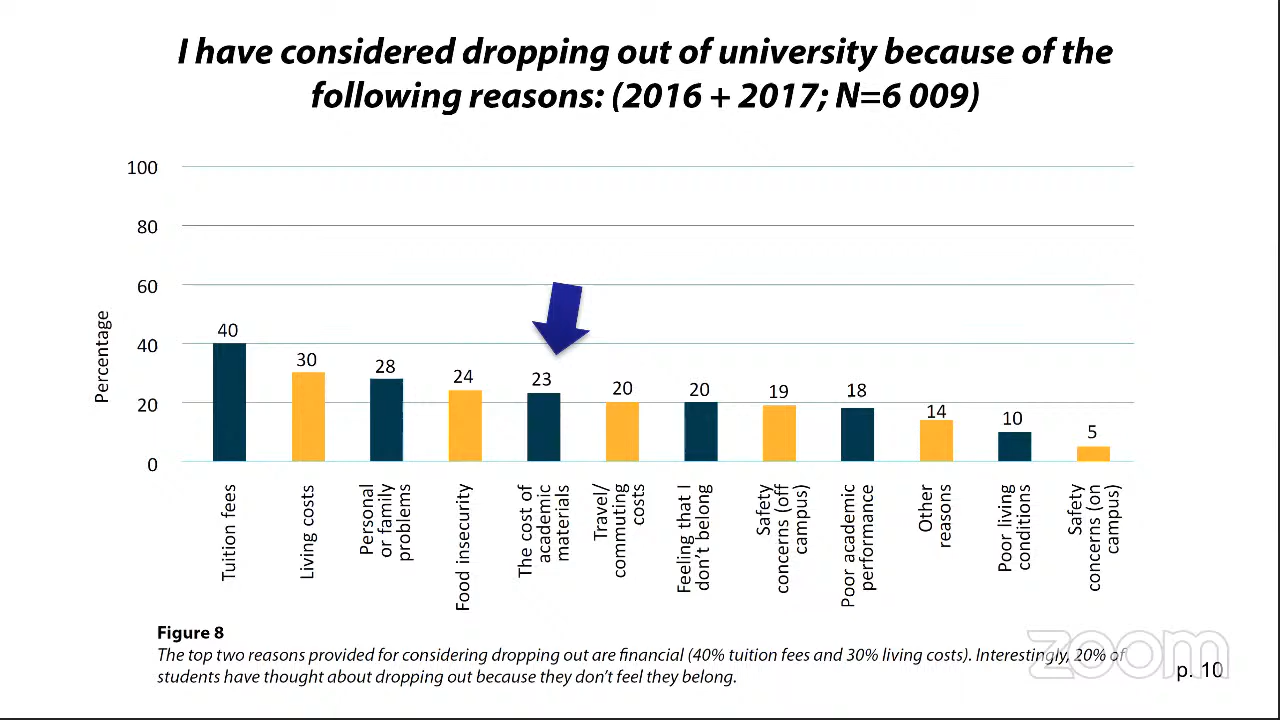 I have considered dropping out of university because of the
following reasons: (2016 + 2017; N=6 009)
100
80
60
40
20
0
Percentage
40
30
28
24
23
20
20
19
18
14
10
5
Tuition fees
Living costs
Personal
or family
problems
Food insecurity
The cost of
academic
materials
Travel/
commuting
costs
Feeling that I
don't belong
Safety
concerns (off
campus)
Poor academic
performance
Other
reasons
Poor living
conditions
Safety
concerns (on
campus)
Figure 8
The top two reasons provided for considering dropping out are financial (40% tuition fees and 30% living costs). Interestingly, 20% of
students have thought about dropping out because they don't feel they belong.
zoom
p. 10